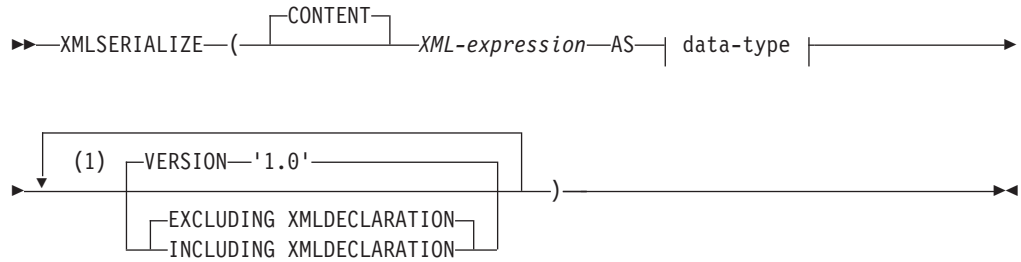 CONTENT
XMLSERIALIZE ( XML-expression AS data-type
(1) VERSION '1.0'
)
EXCLUDING XMLDECLARATION
INCLUDING XMLDECLARATION